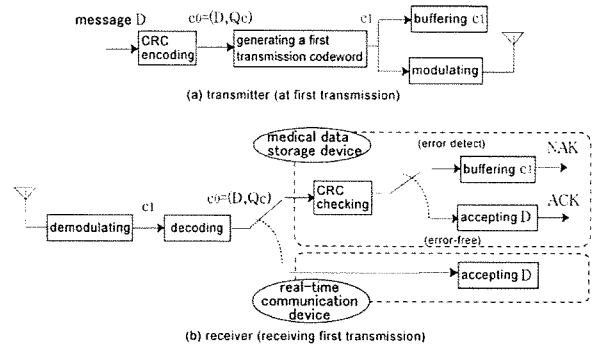 message D
c0=(D,Qc)
c1
CRC
encoding
generating a first
transmission codeword
buffering c1
modulating
(a) transmitter (at first transmission)
medical data
storage device
(error detect)
NAK
c0=(D,Qc)
CRC
checking
buffering c1
ACK
c1
demodulating
decoding
accepting D
(error-free)
accepting D
real-time
communication
device
(b) receiver (receiving first transmission)